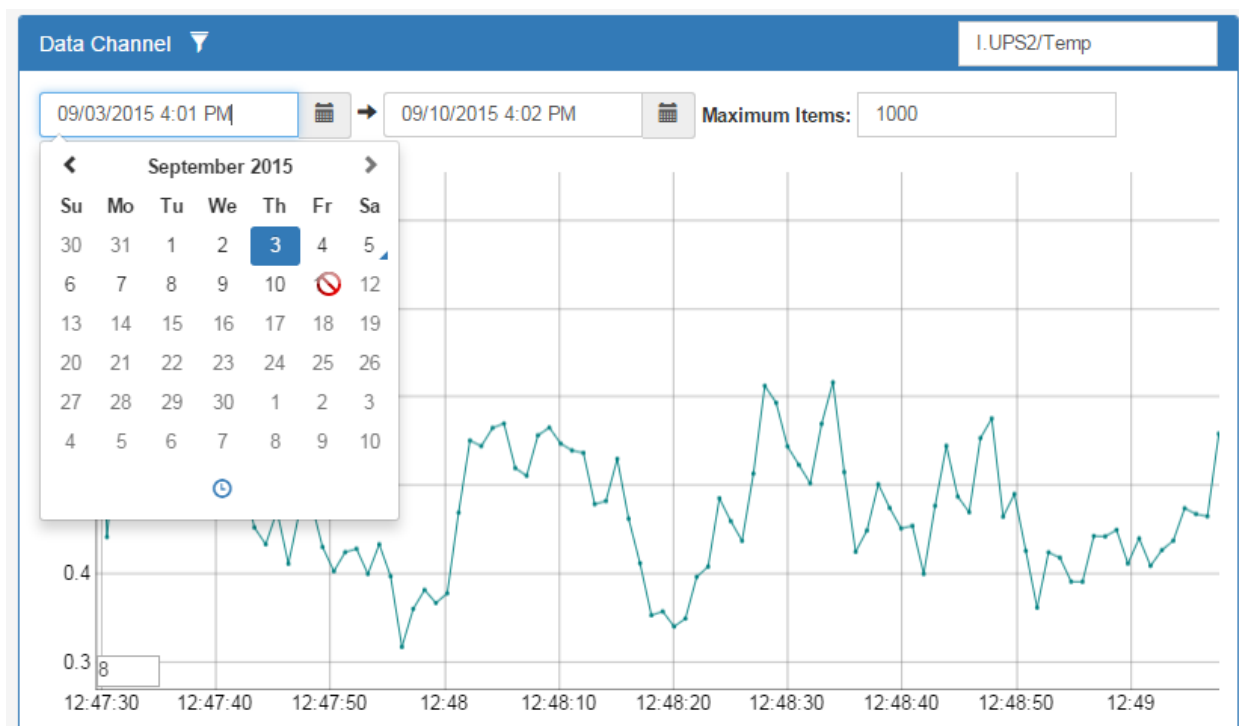 Data Channel
I.UPS2/Temp
09/03/2015 4:01 PM
09/10/2015 4:02 PM
Maximum Items:
1000
September 2015
Su Mo Tu We Th Fr Sa
30 31 1 2 3 4 5
6 7 8 9 10 12
13 14 15 16 17 18 19
20 21 22 23 24 25 26
27 28 29 30 1 2 3
4 5 6 7 8 9 10
0.4
0.3
8
12:47:30 12:47:40 12:47:50 12:48 12:48:10 12:48:20 12:48:30 12:48:40 12:48:50 12:49